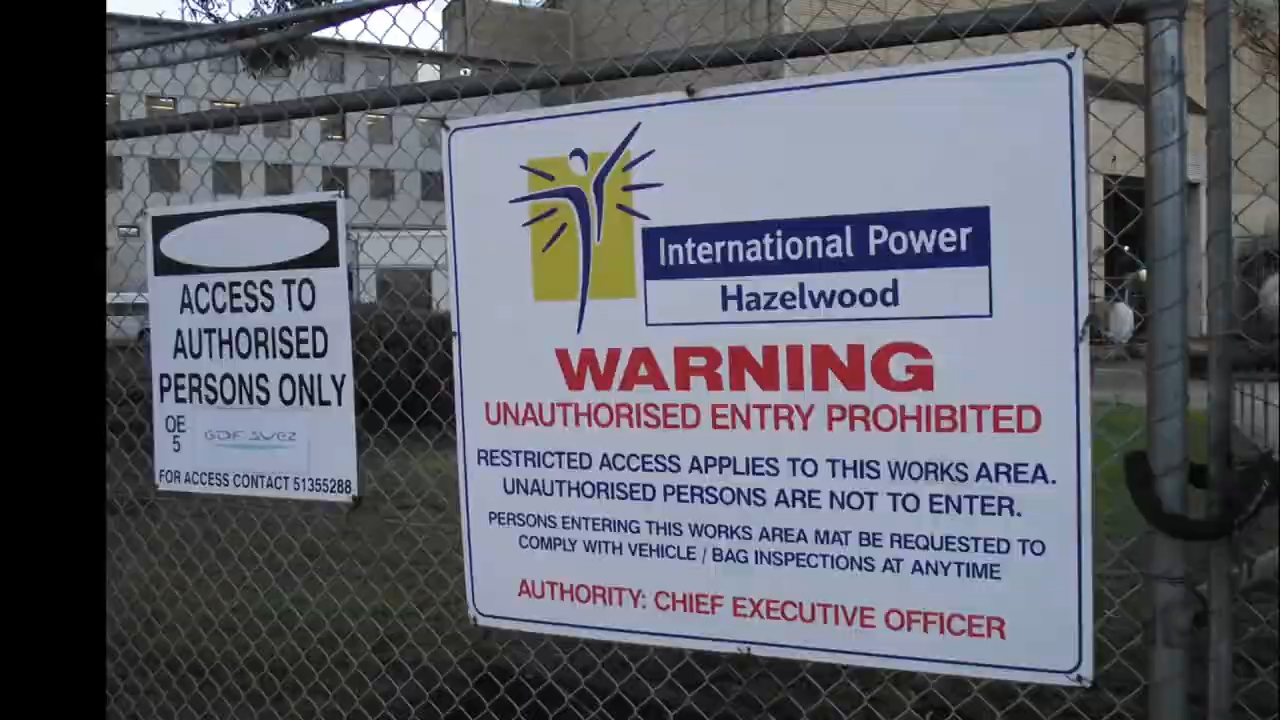 ACCESS TO
AUTHORISED
PERSONS ONLY
OE
5
GDF SUEZ
FOR ACCESS CONTACT 51355288
International Power
Hazelwood
WARNING
UNAUTHORISED ENTRY PROHIBITED
RESTRICTED ACCESS APPLIES TO THIS WORKS AREA.
UNAUTHORISED PERSONS ARE NOT TO ENTER.
PERSONS ENTERING THIS WORKS AREA MAT BE REQUESTED TO
COMPLY WITH VEHICLE / BAG INSPECTIONS AT ANYTIME
AUTHORITY: CHIEF EXECUTIVE OFFICER